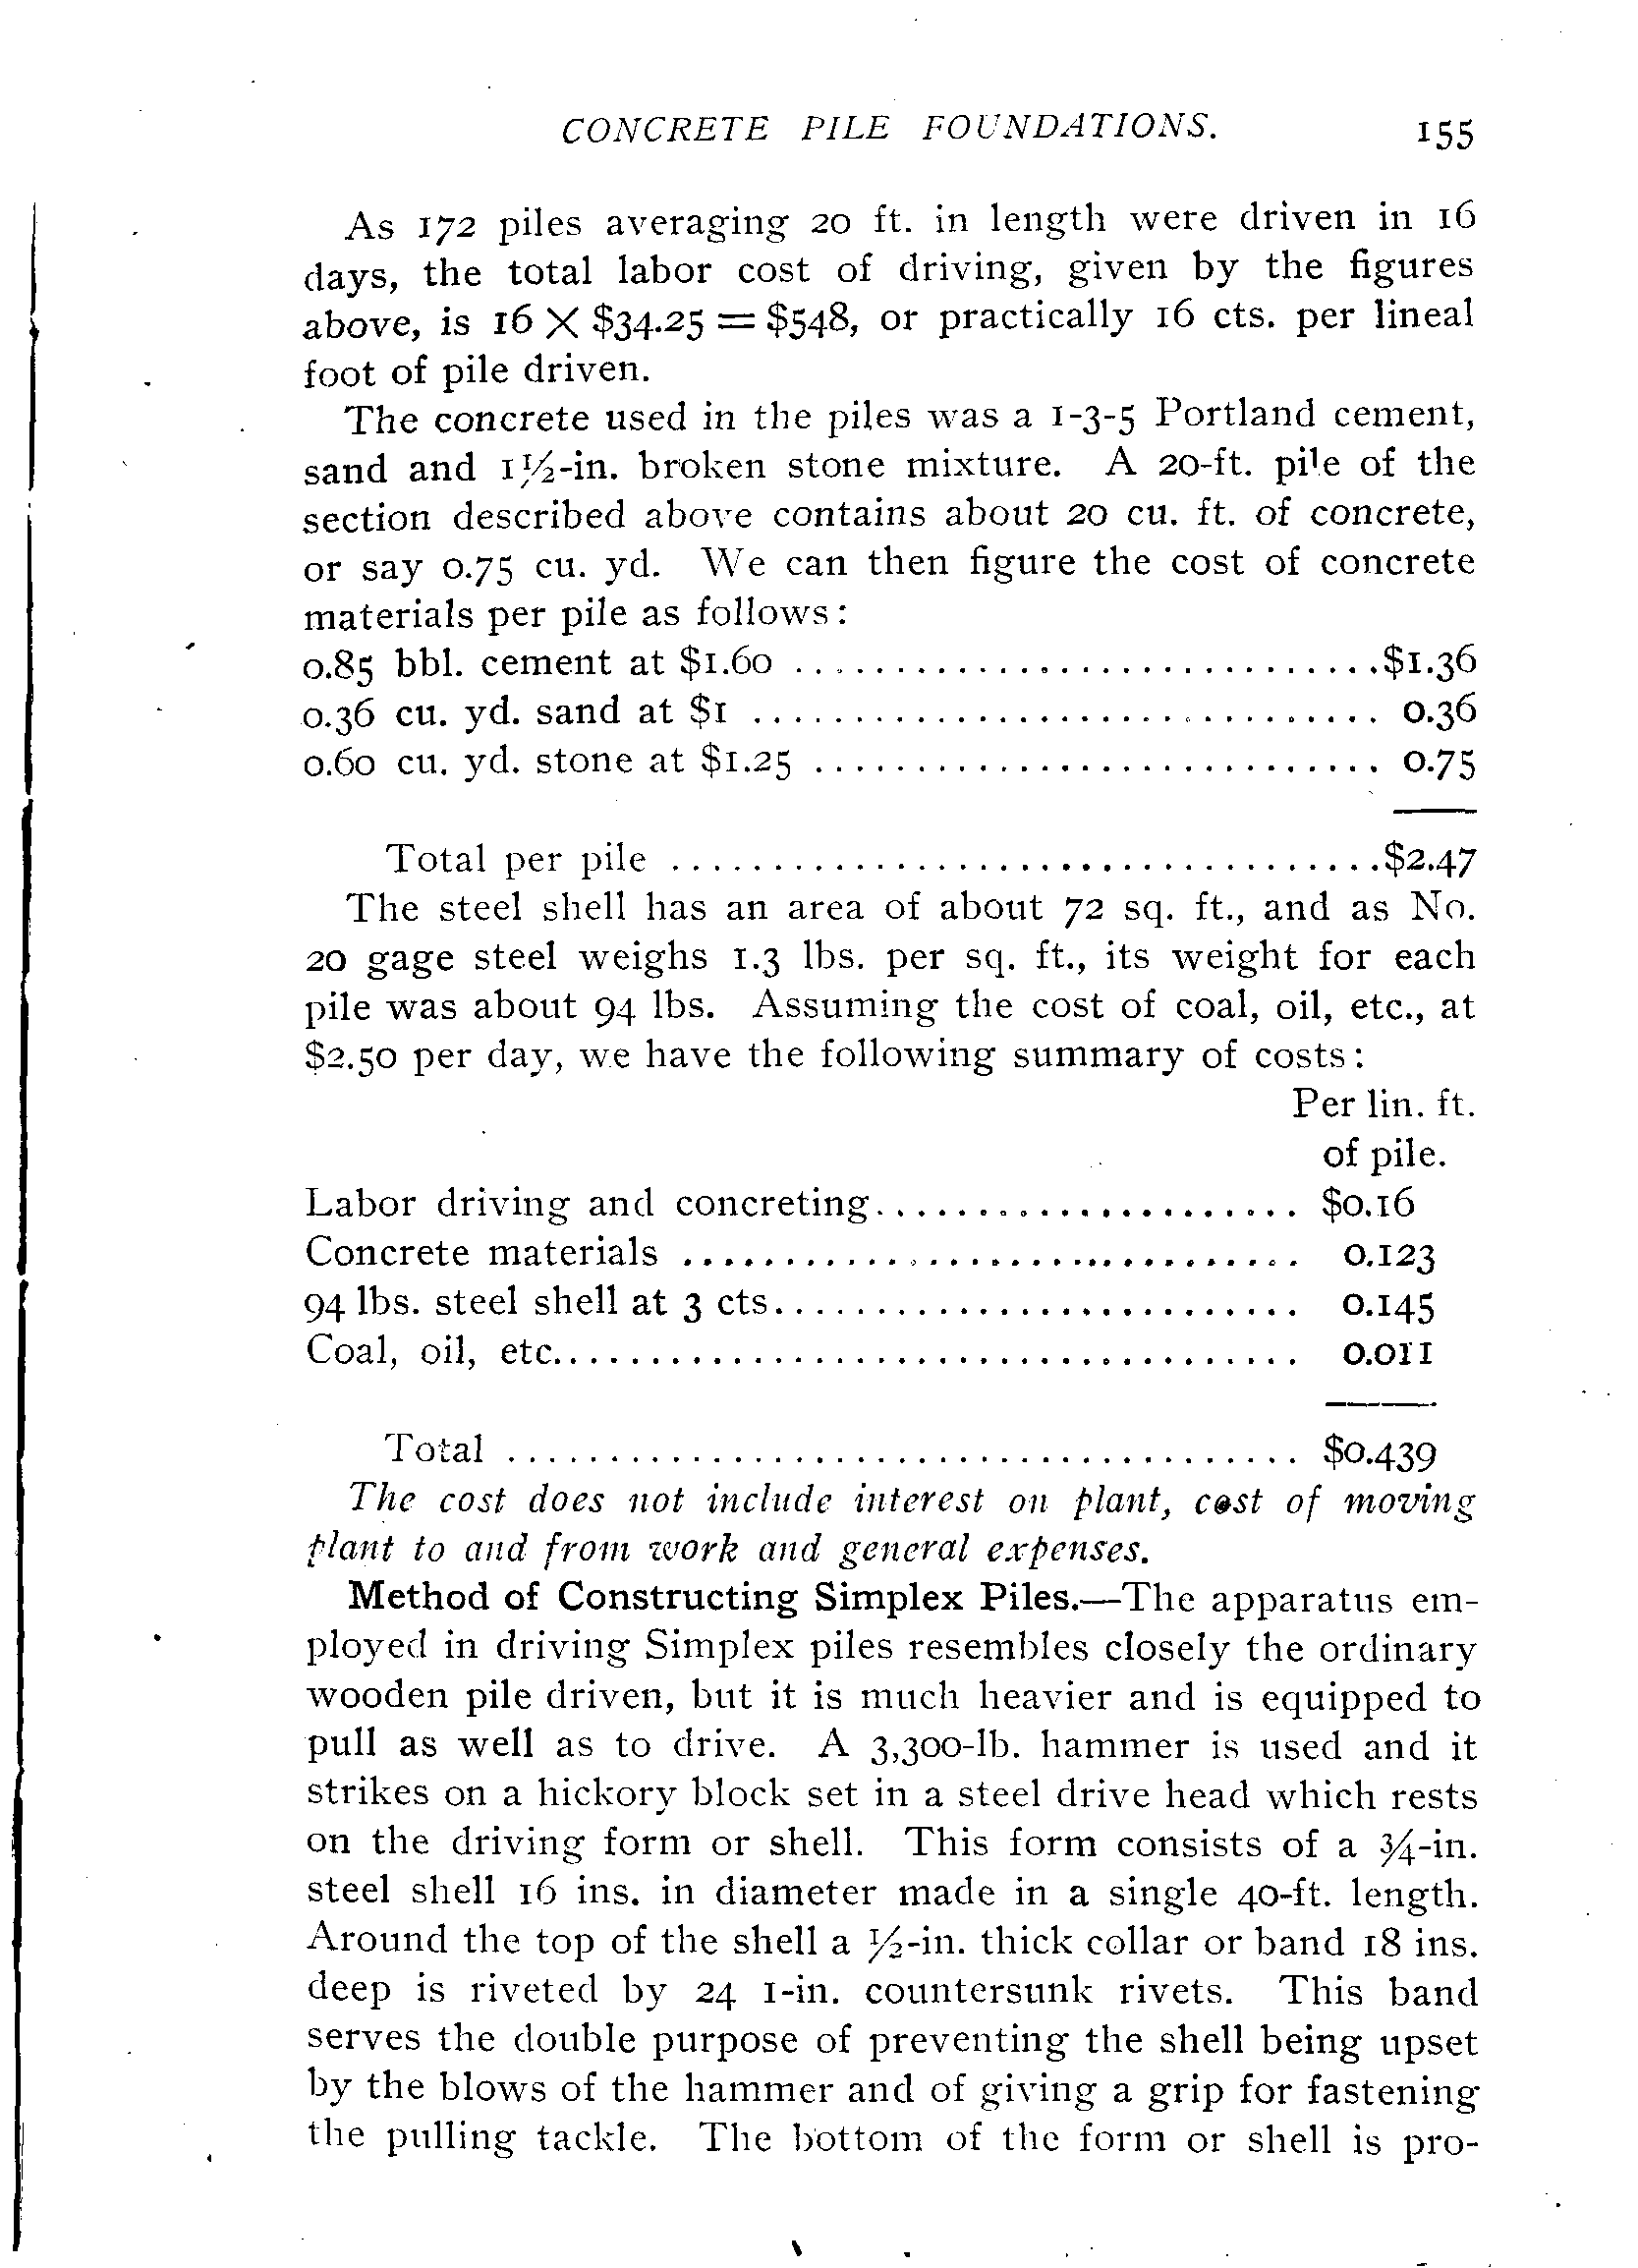 CONCRETE PILE FOUNDATIONS. 155
As 172 piles averaging 20 ft. in length were driven in 16
days, the total labor cost of driving, given by the figures
above, is 16 X $34.25 = $548, or practically 16 cts. per lineal
foot of pile driven.
The concrete used in the piles was a 1-3-5 Portland cement,
sand and 1½-in. broken stone mixture. A 20-ft. pile of the
section described above contains about 20 cu. ft. of concrete,
or say 0.75 cu. yd. We can then figure the cost of concrete
materials per pile as follows:
0.85 bbl. cement at $1.60 .............................$1.36
0.36 cu. yd. sand at $1 ............................... 0.36
0.60 cu. yd. stone at $1.25 ............................ 0.75
Total per pile ...................................$2.47
The steel shell has an area of about 72 sq. ft., and as No.
20 gage steel weighs 1.3 lbs. per sq. ft., its weight for each
pile was about 94 lbs. Assuming the cost of coal, oil, etc., at
$2.50 per day, we have the following summary of costs:
Per lin. ft.
of pile.
Labor driving and concreting..................... $0.16
Concrete materials ............................... 0.123
94 lbs. steel shell at 3 cts.......................... 0.145
Coal, oil, etc..................................... 0.011
Total ....................................... $0.439
The cost does not include interest on plant, cost of moving
plant to and from work and general expenses.
Method of Constructing Simplex Piles.—The apparatus em-
ployed in driving Simplex piles resembles closely the ordinary
wooden pile driven, but it is much heavier and is equipped to
pull as well as to drive. A 3,300-lb. hammer is used and it
strikes on a hickory block set in a steel drive head which rests
on the driving form or shell. This form consists of a ¾-in.
steel shell 16 ins. in diameter made in a single 40-ft. length.
Around the top of the shell a ½-in. thick collar or band 18 ins.
deep is riveted by 24 1-in. countersunk rivets. This band
serves the double purpose of preventing the shell being upset
by the blows of the hammer and of giving a grip for fastening
the pulling tackle. The bottom of the form or shell is pro-